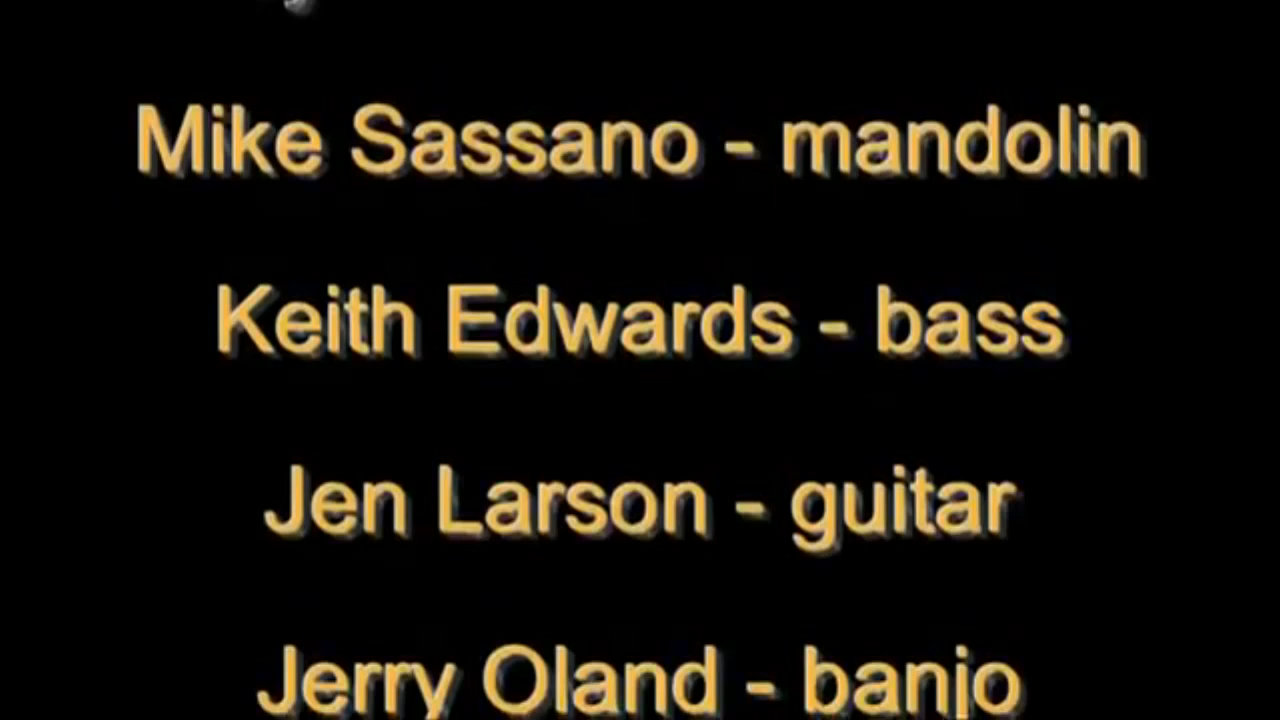 Mike Sassano - mandolin
Keith Edwards - bass
Jen Larson - guitar
Jerry Oland - banjo